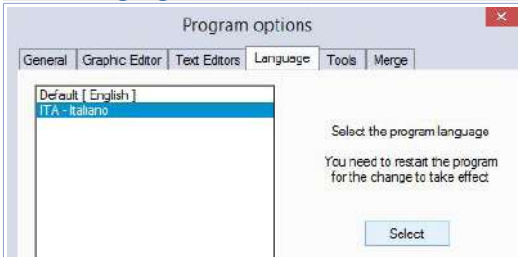 Program options
General Graphic Editor Text Editors Language Tools Merge
Default [ English ]
ITA - Italiano
Select the program language
You need to restart the program
for the change to take effect
Select